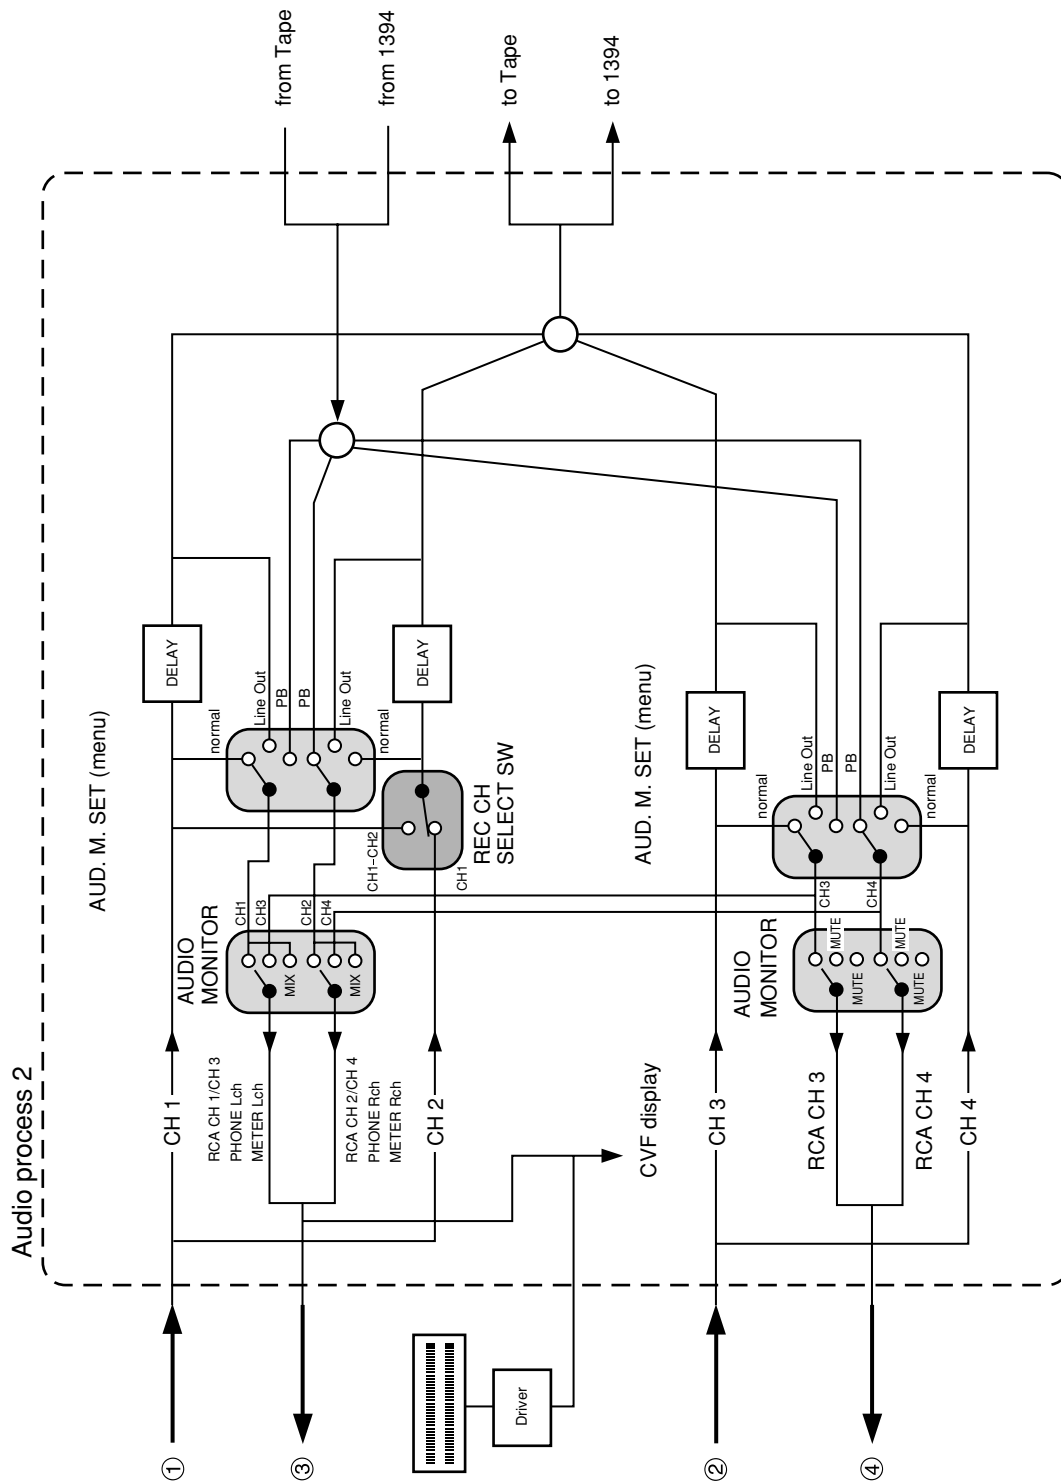 Audio process 2
①
CH 1
AUD. M. SET (menu)
DELAY
from Tape
from 1394
to Tape
to 1394
AUDIO
MONITOR
CH1
CH3
CH2
CH4
MIX
MIX
normal
Line Out
PB
PB
Line Out
normal
RCA CH 1/CH 3
PHONE Lch
METER Lch
RCA CH 2/CH 4
PHONE Rch
METER Rch
③
CH1-CH2
CH1
REC CH
SELECT SW
DELAY
CH 2
Driver
CVF display
②
CH 3
AUD. M. SET (menu)
DELAY
AUDIO
MONITOR
CH3
CH4
MUTE
MUTE
MUTE
MUTE
normal
Line Out
PB
PB
Line Out
normal
RCA CH 3
RCA CH 4
④
CH 4
DELAY